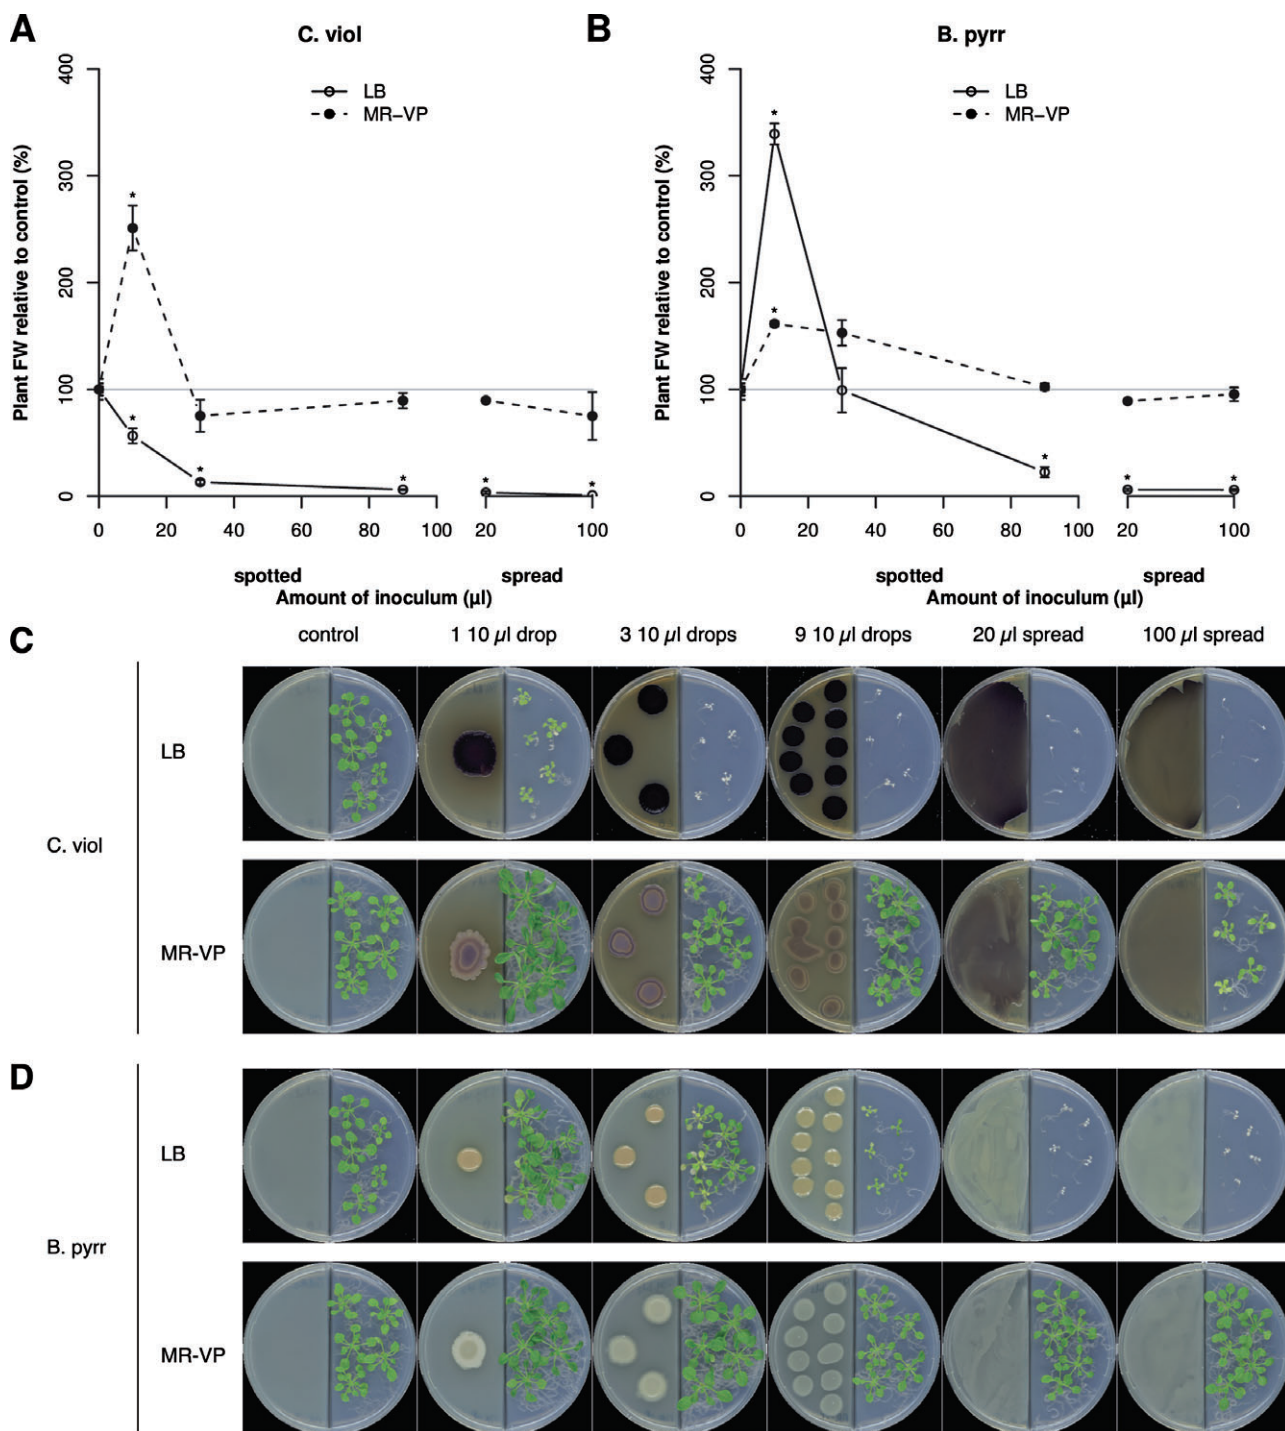 A
C. viol
LB
MR-VP
*
*
*
*
*
*
Plant FW relative to control (%)
400
300
200
100
0
0 20 40 60 80 100 20 100
spotted spread
Amount of inoculum (µl)
B
B. pyrr
LB
MR-VP
*
*
*
*
*
Plant FW relative to control (%)
400
300
200
100
0
0 20 40 60 80 100 20 100
spotted spread
Amount of inoculum (µl)
C
control 1 10 µl drop 3 10 µl drops 9 10 µl drops 20 µl spread 100 µl spread
LB
C. viol
MR-VP
D
LB
B. pyrr
MR-VP